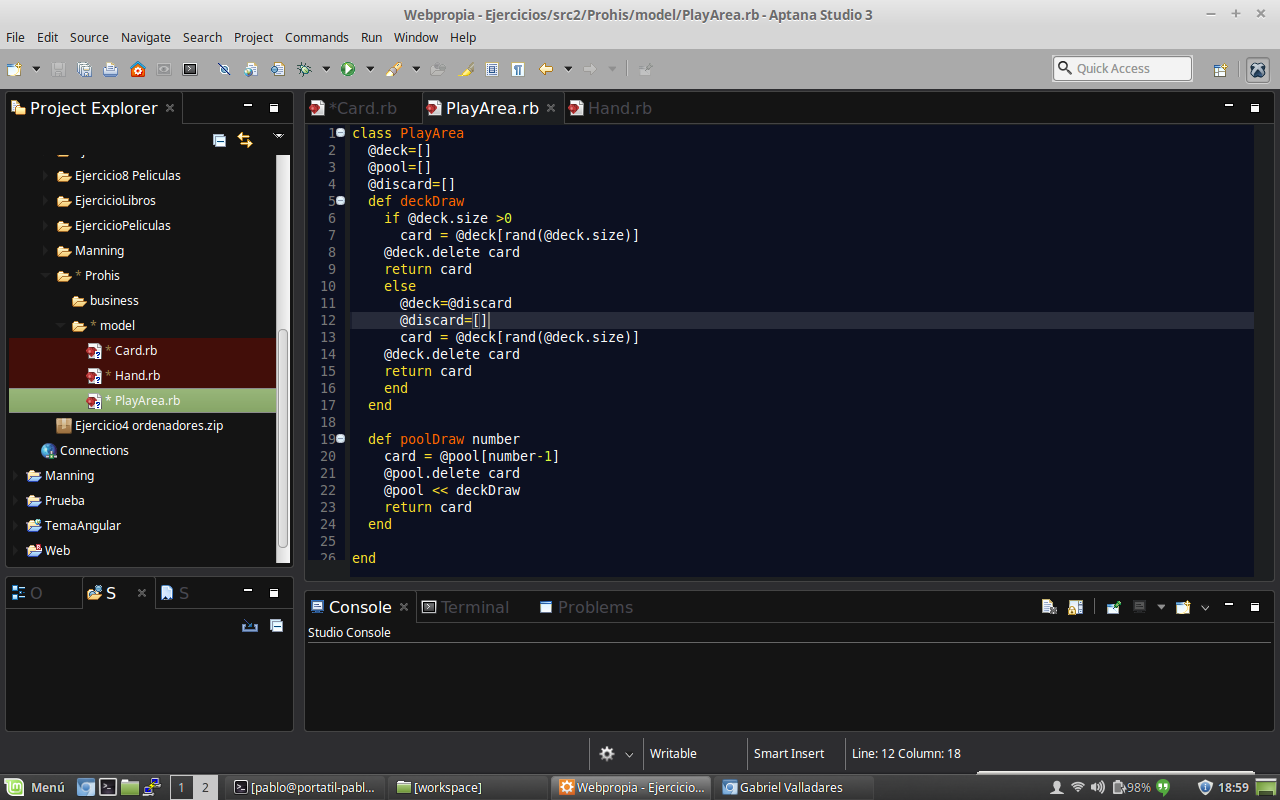 Webpropia - Ejercicios/src2/Prohis/model/PlayArea.rb - Aptana Studio 3
File Edit Source Navigate Search Project Commands Run Window Help
Quick Access
Project Explorer
Ejercicio8 Peliculas
EjercicioLibros
EjercicioPeliculas
Manning
* Prohis
business
* model
* Card.rb
* Hand.rb
* PlayArea.rb
Ejercicio4 ordenadores.zip
Connections
Manning
Prueba
TemaAngular
Web
O
S
S
*Card.rb
PlayArea.rb
Hand.rb
1 class PlayArea
2 @deck=[]
3 @pool=[]
4 @discard=[]
5 def deckDraw
6 if @deck.size >0
7 card = @deck[rand(@deck.size)]
8 @deck.delete card
9 return card
10 else
11 @deck=@discard
12 @discard=[]
13 card = @deck[rand(@deck.size)]
14 @deck.delete card
15 return card
16 end
17 end
18
19 def poolDraw number
20 card = @pool[number-1]
21 @pool.delete card
22 @pool << deckDraw
23 return card
24 end
25
26 end
Console
Terminal
Problems
Studio Console
Writable
Smart Insert
Line: 12 Column: 18
Menú
1
2
[pablo@portatil-pabl...
[workspace]
Webpropia - Ejercicio...
Gabriel Valladares
98%
18:59